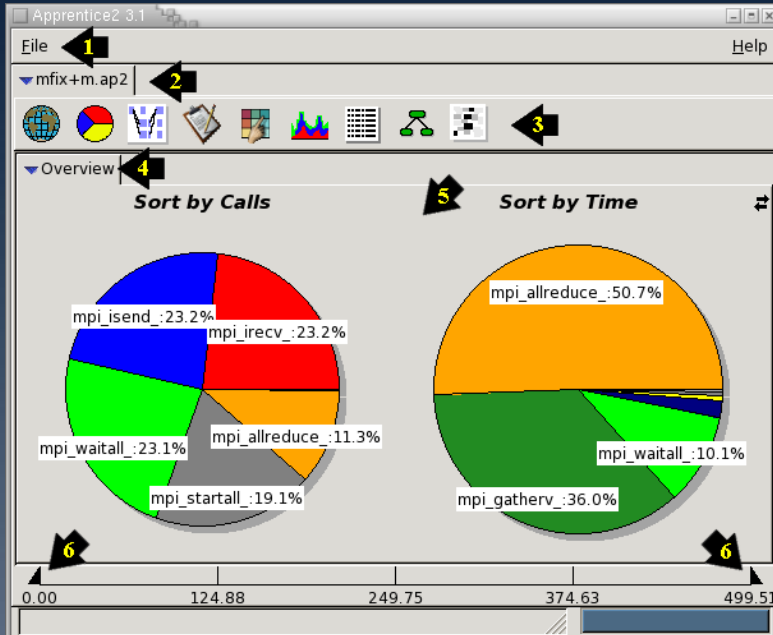 Apprentice2 3.1
File 1 Help
mfix+m.ap2 2
3
Overview 4
5
Sort by Calls Sort by Time
mpi_allreduce_:50.7%
mpi_isend_:23.2%
mpi_irecv_:23.2%
mpi_allreduce_:11.3%
mpi_waitall_:23.1%
mpi_waitall_:10.1%
mpi_startall_:19.1%
mpi_gatherv_:36.0%
6 6
0.00 124.88 249.75 374.63 499.51